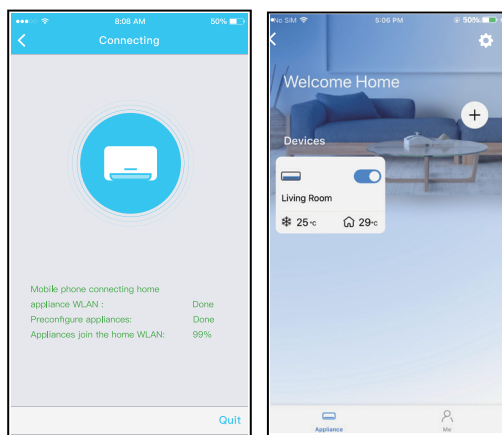 8:08 AM
50%
Connecting
Mobile phone connecting home
appliance WLAN : Done
Preconfigure appliances: Done
Appliances join the home WLAN: 99%
Quit
No SIM
5:06 PM
50%
Welcome Home
+
Devices
Living Room
25°C
29°C
Appliance
Me